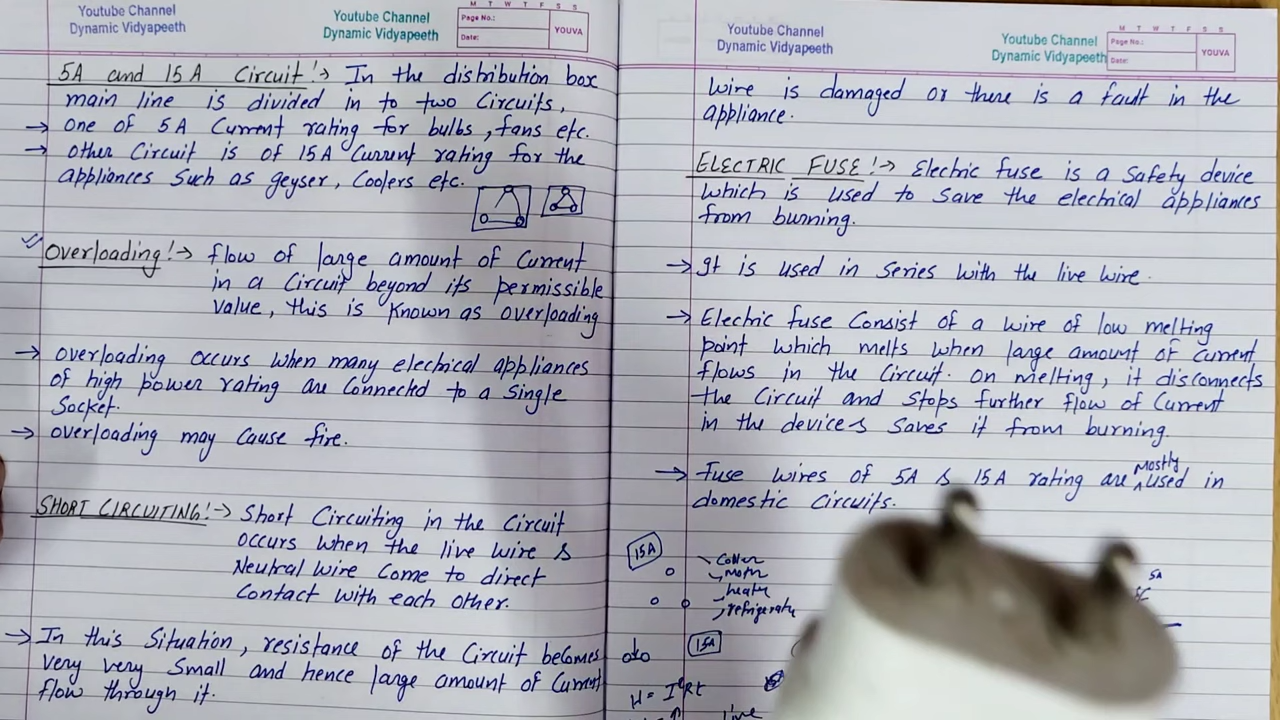 Youtube Channel
Dynamic Vidyapeeth
Youtube Channel
Dynamic Vidyapeeth
M T W T F S S
Page No.:
Date:
YOUVA
5A and 15A Circuit :→ In the distribution box
main line is divided in to two Circuits,
→ One of 5A Current rating for bulbs, fans etc.
→ Other Circuit is of 15A Current rating for the
appliances Such as geyser, Coolers etc.
Overloading!→ flow of large amount of Current
in a Circuit beyond its permissible
value, this is known as overloading
→ Overloading occurs when many electrical appliances
of high power rating are Connected to a Single
Socket.
→ Overloading may Cause fire.
SHORT CIRCUITING!→ Short Circuiting in the Circuit
occurs when the live wire &
Neutral wire Come to direct
Contact with each other.
→ In this Situation, resistance of the Circuit becomes
very very Small and hence large amount of Current
flow through it.
Youtube Channel
Dynamic Vidyapeeth
Youtube Channel
Dynamic Vidyapeeth
M T W T F S S
Page No.:
Date:
YOUVA
wire is damaged or there is a fault in the
appliance.
ELECTRIC FUSE!→ Electric fuse is a Safety device
which is used to Save the electrical appliances
from burning.
→ It is used in Series with the live wire.
→ Electric fuse Consist of a wire of low melting
point which melts when large amount of Current
flows in the Circuit. On melting, it disconnects
the Circuit and Stops further flow of Current
in the device & Saves it from burning.
→ Fuse wires of 5A & 15A rating are Mostly used in
domestic Circuits.
15A
heater
refrigerator
15A
H = I²Rt
live
5A